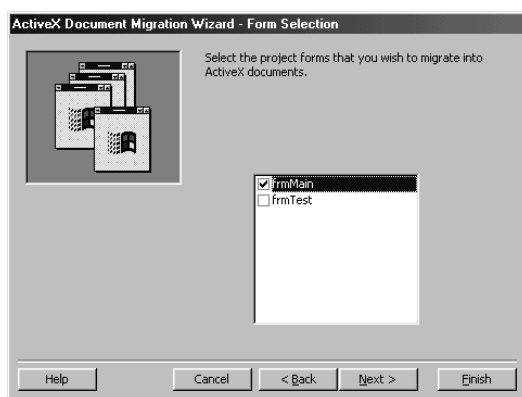 ActiveX Document Migration Wizard - Form Selection
Select the project forms that you wish to migrate into
ActiveX documents.
frmMain
frmTest
Help Cancel < Back Next > Finish